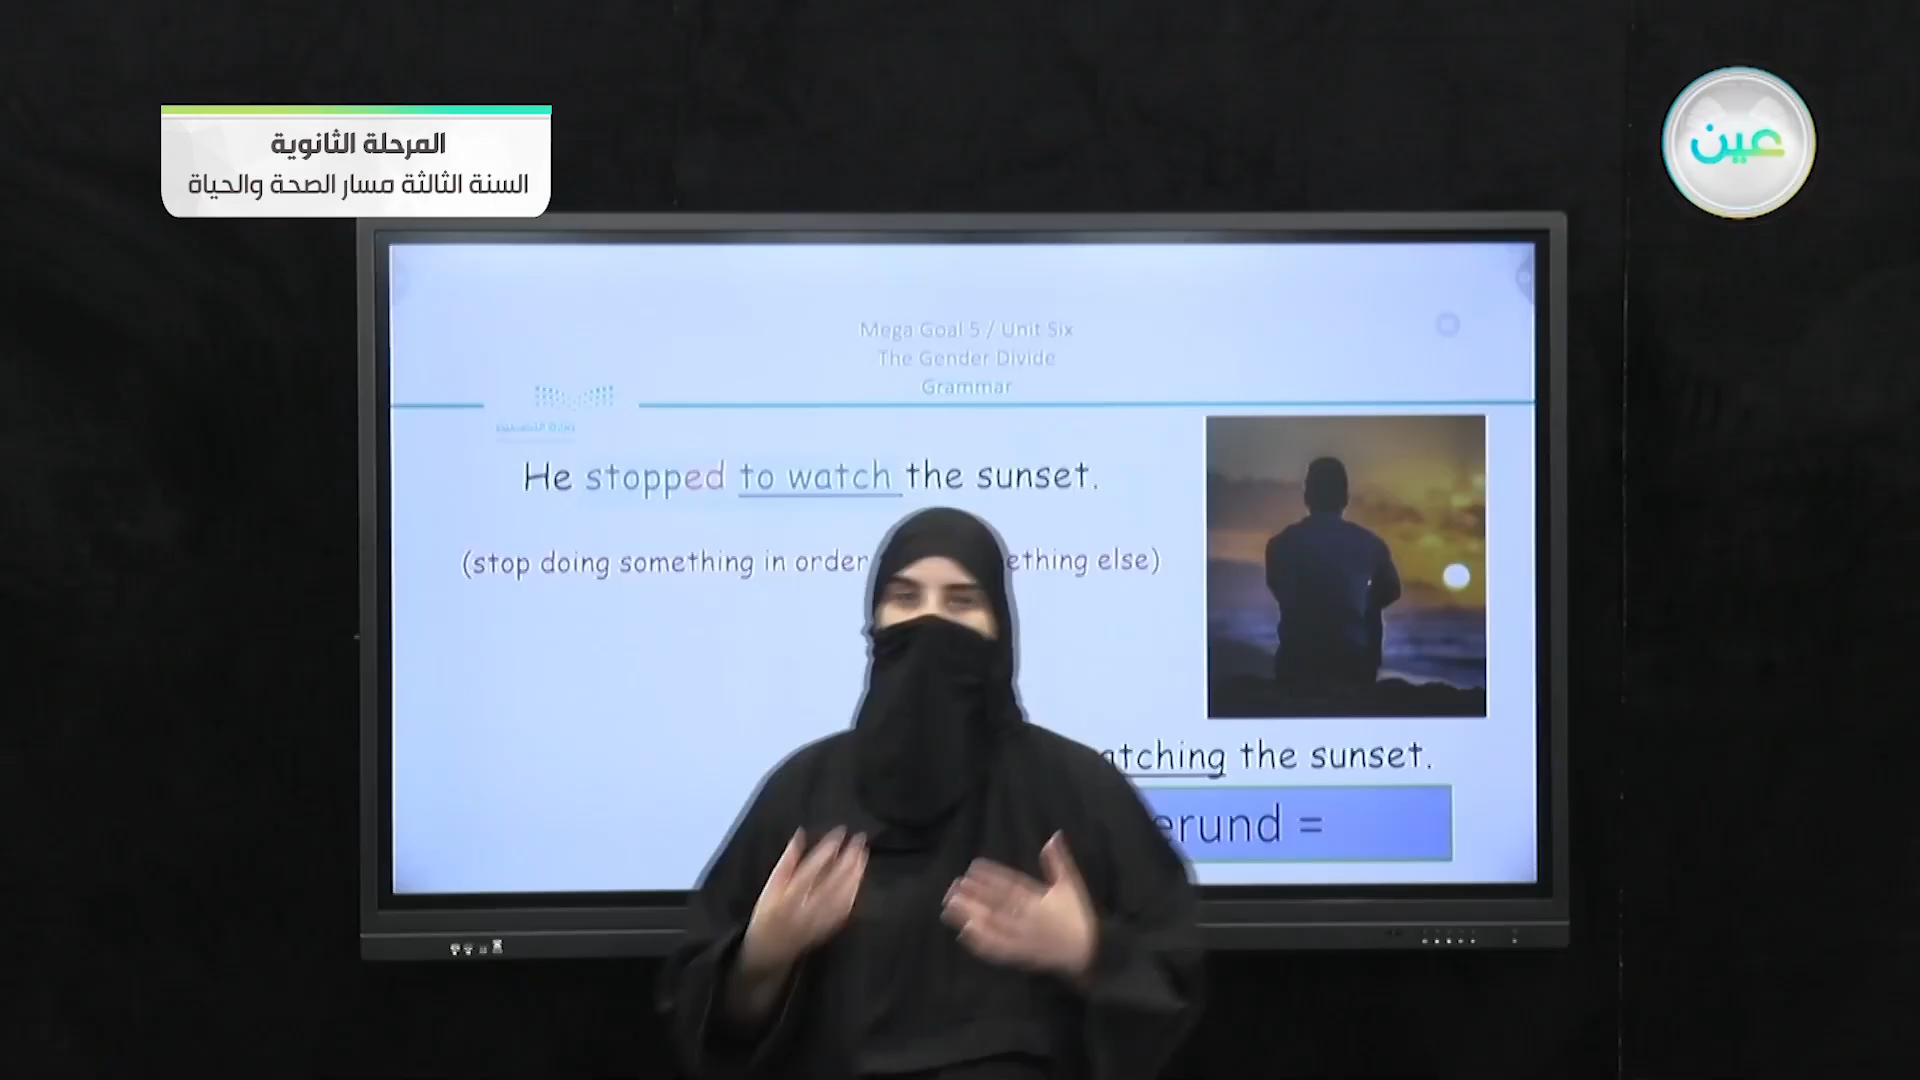 المرحلة الثانوية
السنة الثالثة مسار الصحة والحياة
عين
Mega Goal 5 / Unit Six
The Gender Divide
Grammar
He stopped to watch the sunset.
(stop doing something in order ething else)
atching the sunset.
erund =